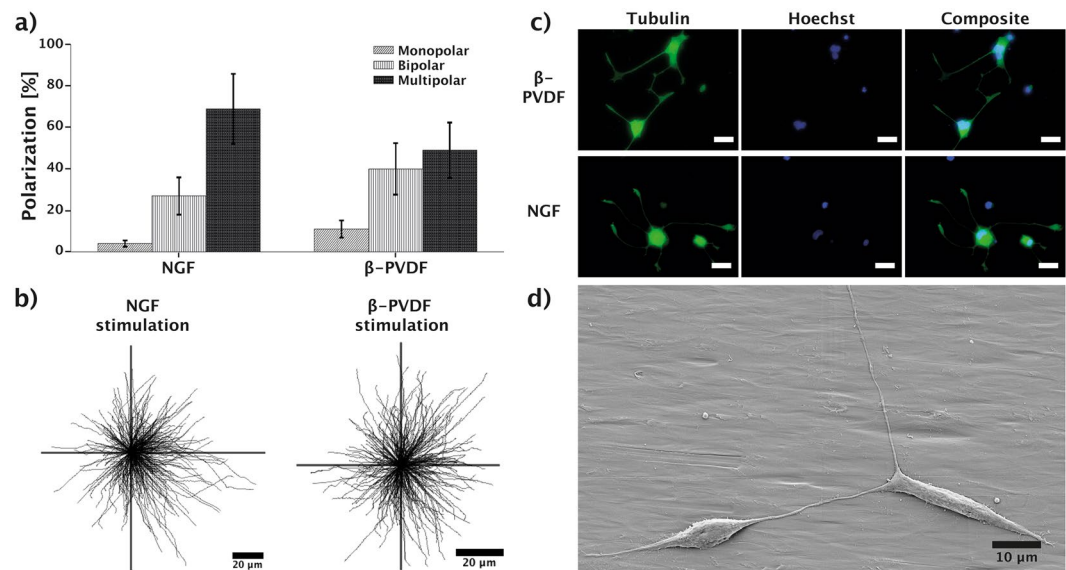 a)
Polarization [%]
100
80
60
40
20
0
Monopolar
Bipolar
Multipolar
NGF
β-PVDF
b)
NGF
stimulation
β-PVDF
stimulation
20 µm
20 µm
c)
Tubulin
Hoechst
Composite
β-
PVDF
NGF
d)
10 µm